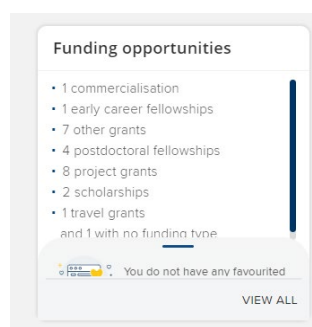 Funding opportunities
• 1 commercialisation
• 1 early career fellowships
• 7 other grants
• 4 postdoctoral fellowships
• 8 project grants
• 2 scholarships
• 1 travel grants
and 1 with no funding type
You do not have any favourited
VIEW ALL